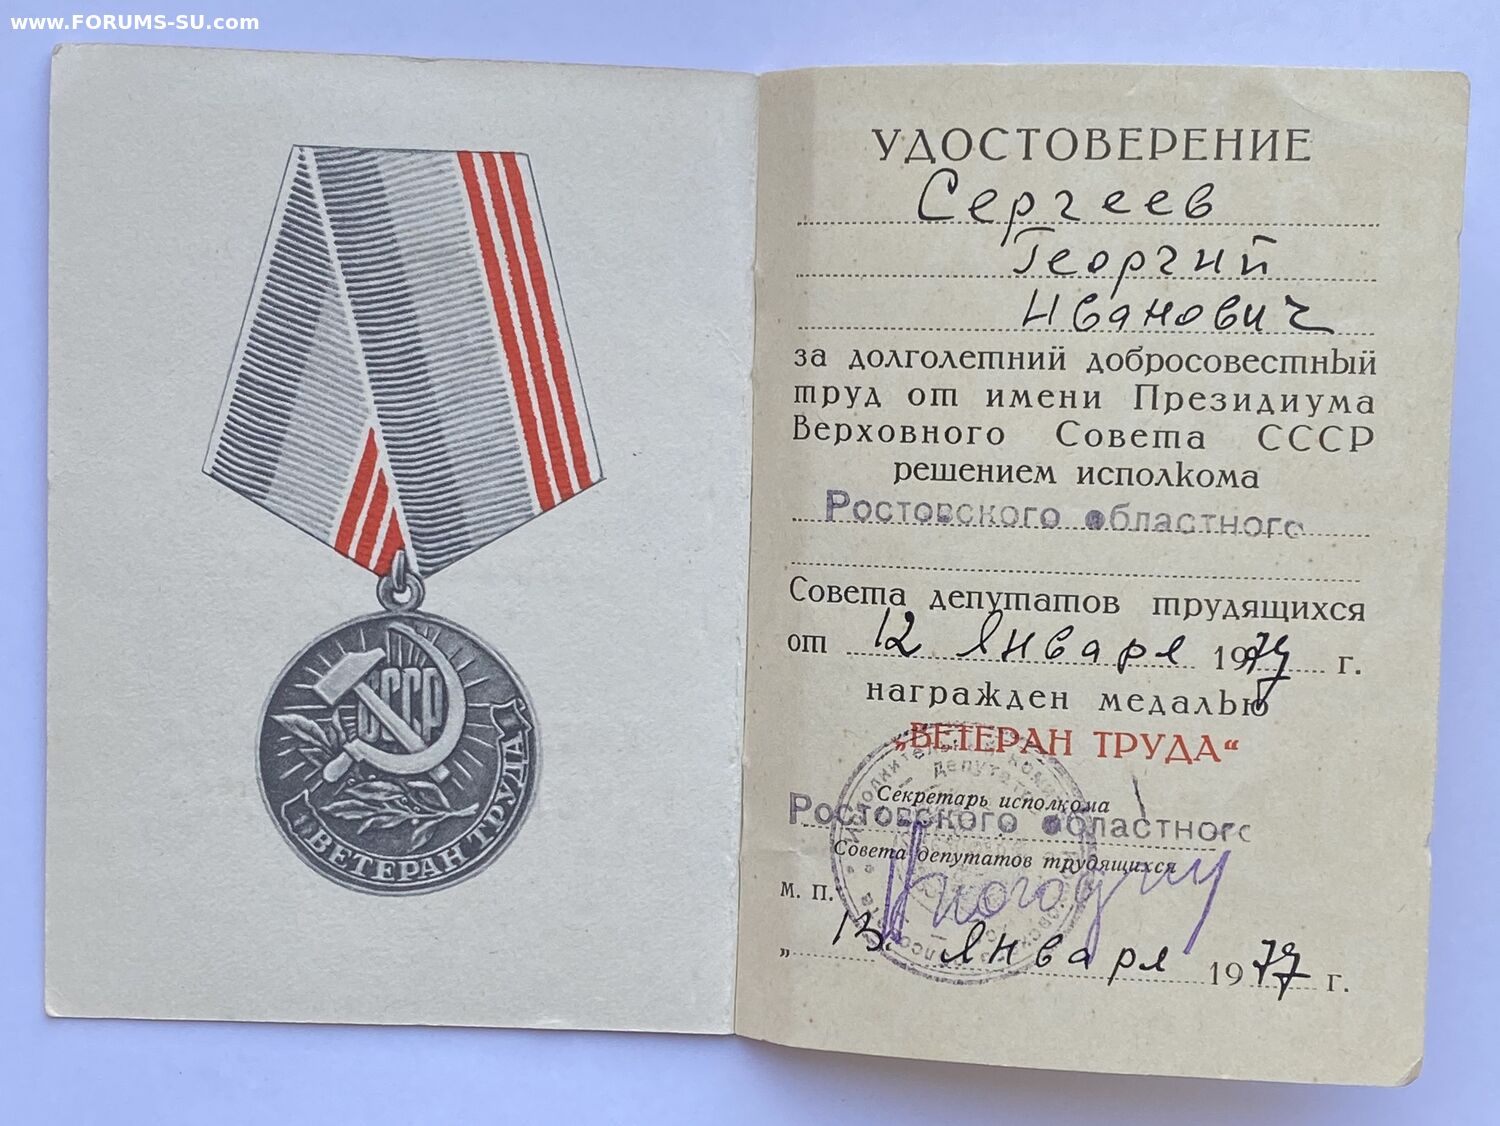 www.FORUMS-SU.com
СССР
ВЕТЕРАН ТРУДА
УДОСТОВЕРЕНИЕ
Сергеев
Георгий
Иванович
за долголетний добросовестный
труд от имени Президиума
Верховного Совета СССР
решением исполкома
Ростовского областного
Совета депутатов трудящихся
от 12 января 1977 г.
награжден медалью
„ВЕТЕРАН ТРУДА“
Секретарь исполкома
Ростовского областного
Совета депутатов трудящихся
М. П.
„ 13. января 1977 г.